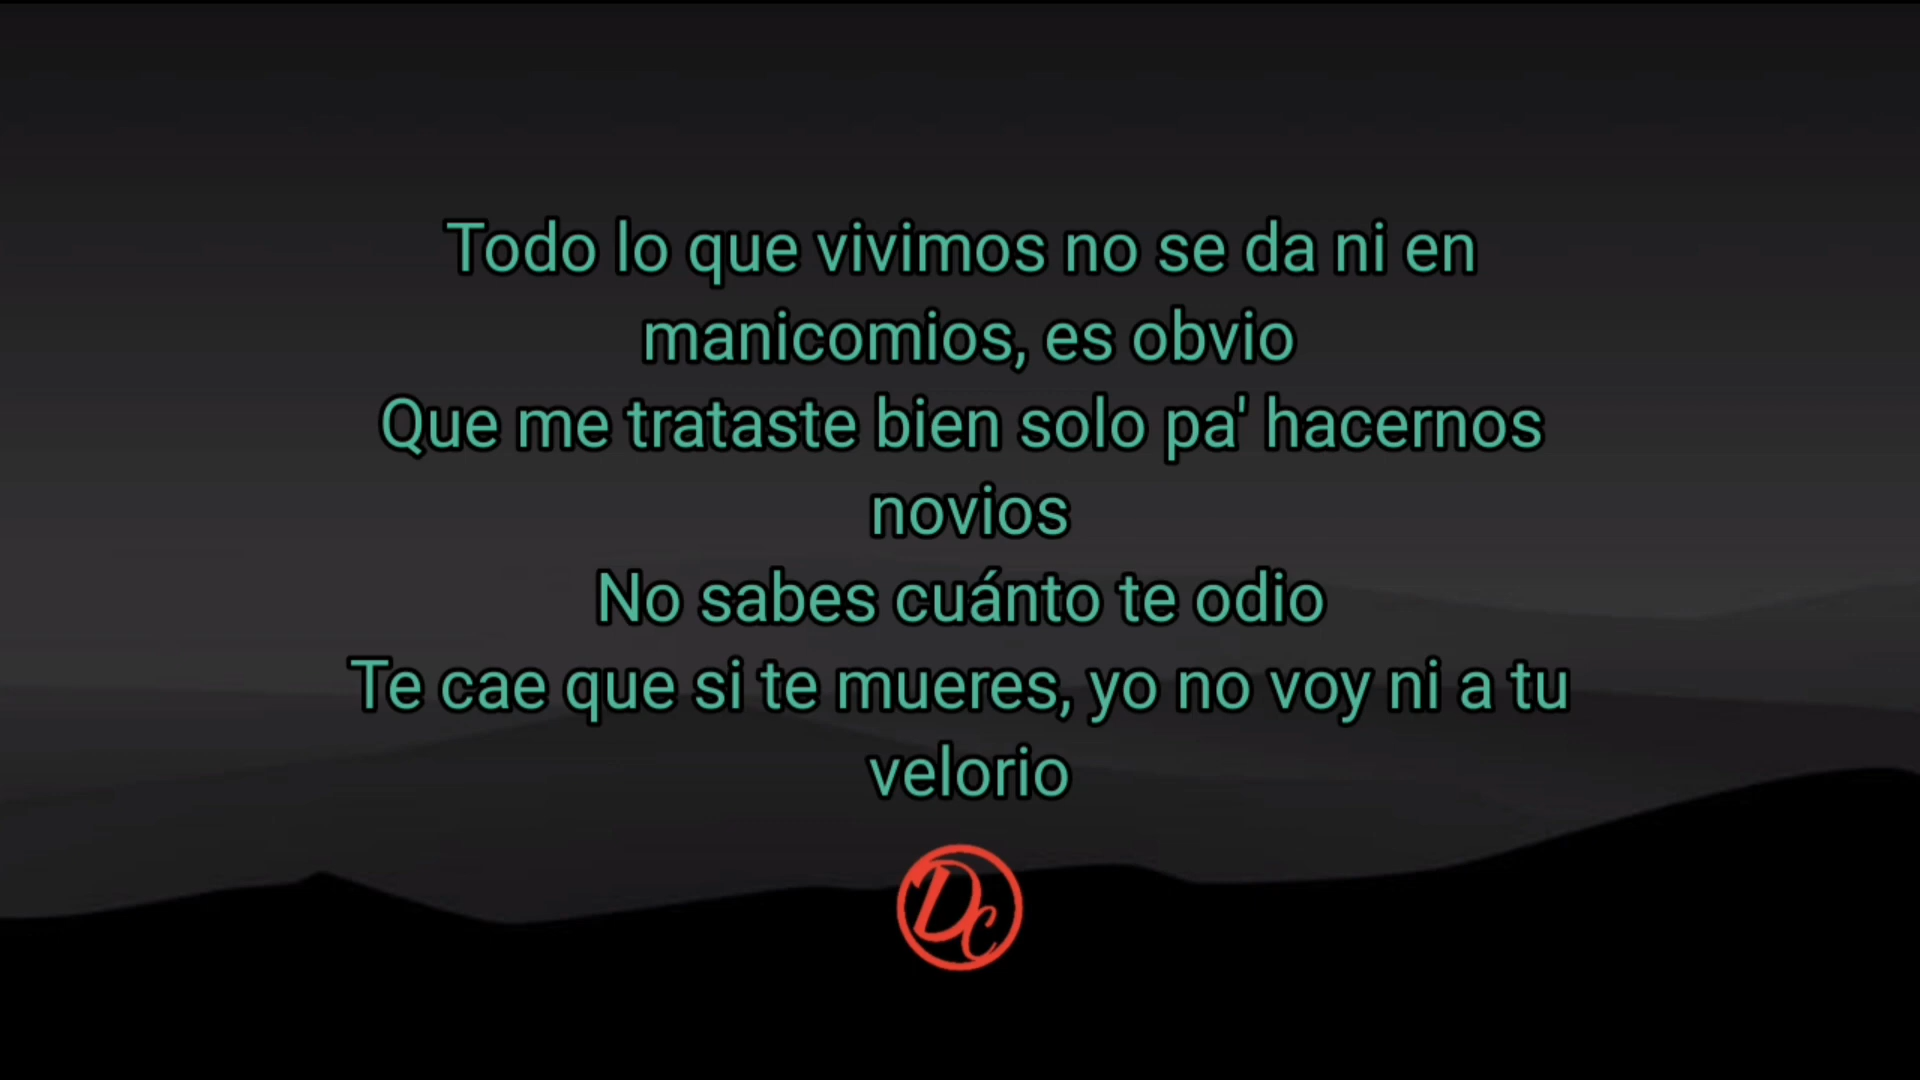 Todo lo que vivimos no se da ni en
manicomios, es obvio
Que me trataste bien solo pa' hacernos
novios
No sabes cuánto te odio
Te cae que si te mueres, yo no voy ni a tu
velorio
Dc